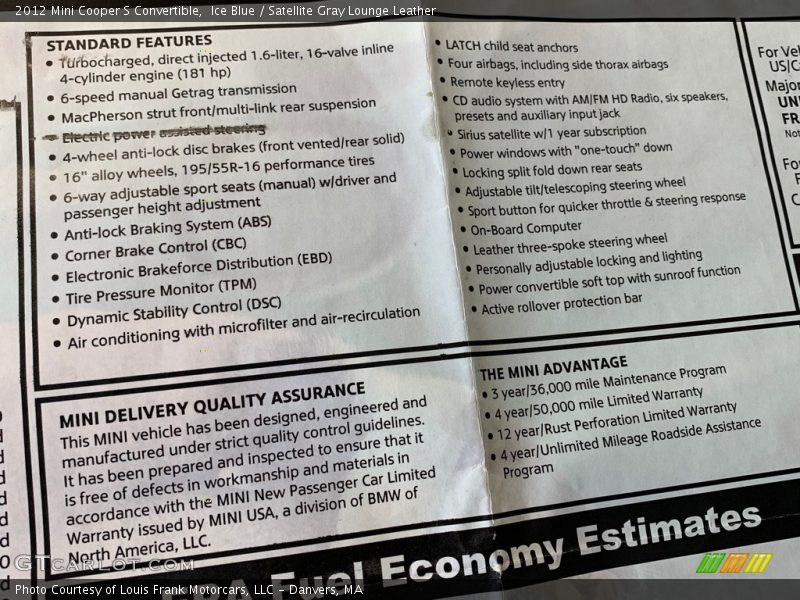 2012 Mini Cooper S Convertible, Ice Blue / Satellite Gray Lounge Leather
STANDARD FEATURES
• Turbocharged, direct injected 1.6-liter, 16-valve inline
4-cylinder engine (181 hp)
• 6-speed manual Getrag transmission
• MacPherson strut front/multi-link rear suspension
• Electric power assisted steering
• 4-wheel anti-lock disc brakes (front vented/rear solid)
• 16" alloy wheels, 195/55R-16 performance tires
• 6-way adjustable sport seats (manual) w/driver and
passenger height adjustment
• Anti-lock Braking System (ABS)
• Corner Brake Control (CBC)
• Electronic Brakeforce Distribution (EBD)
• Tire Pressure Monitor (TPM)
• Dynamic Stability Control (DSC)
• Air conditioning with microfilter and air-recirculation
• LATCH child seat anchors
• Four airbags, including side thorax airbags
• Remote keyless entry
• CD audio system with AM/FM HD Radio, six speakers,
presets and auxiliary input jack
• Sirius satellite w/1 year subscription
• Power windows with "one-touch" down
• Locking split fold down rear seats
• Adjustable tilt/telescoping steering wheel
• Sport button for quicker throttle & steering response
• On-Board Computer
• Leather three-spoke steering wheel
• Personally adjustable locking and lighting
• Power convertible soft top with sunroof function
• Active rollover protection bar
For Veh
US/C
Major
UN
FR
Not
Fo
F
C
MINI DELIVERY QUALITY ASSURANCE
This MINI vehicle has been designed, engineered and
manufactured under strict quality control guidelines.
It has been prepared and inspected to ensure that it
is free of defects in workmanship and materials in
accordance with the MINI New Passenger Car Limited
Warranty issued by MINI USA, a division of BMW of
North America, LLC.
THE MINI ADVANTAGE
• 3 year/36,000 mile Maintenance Program
• 4 year/50,000 mile Limited Warranty
• 12 year/Rust Perforation Limited Warranty
• 4 year/Unlimited Mileage Roadside Assistance
Program
EPA Fuel Economy Estimates
GTCarLot.com
Photo Courtesy of Louis Frank Motorcars, LLC - Danvers, MA